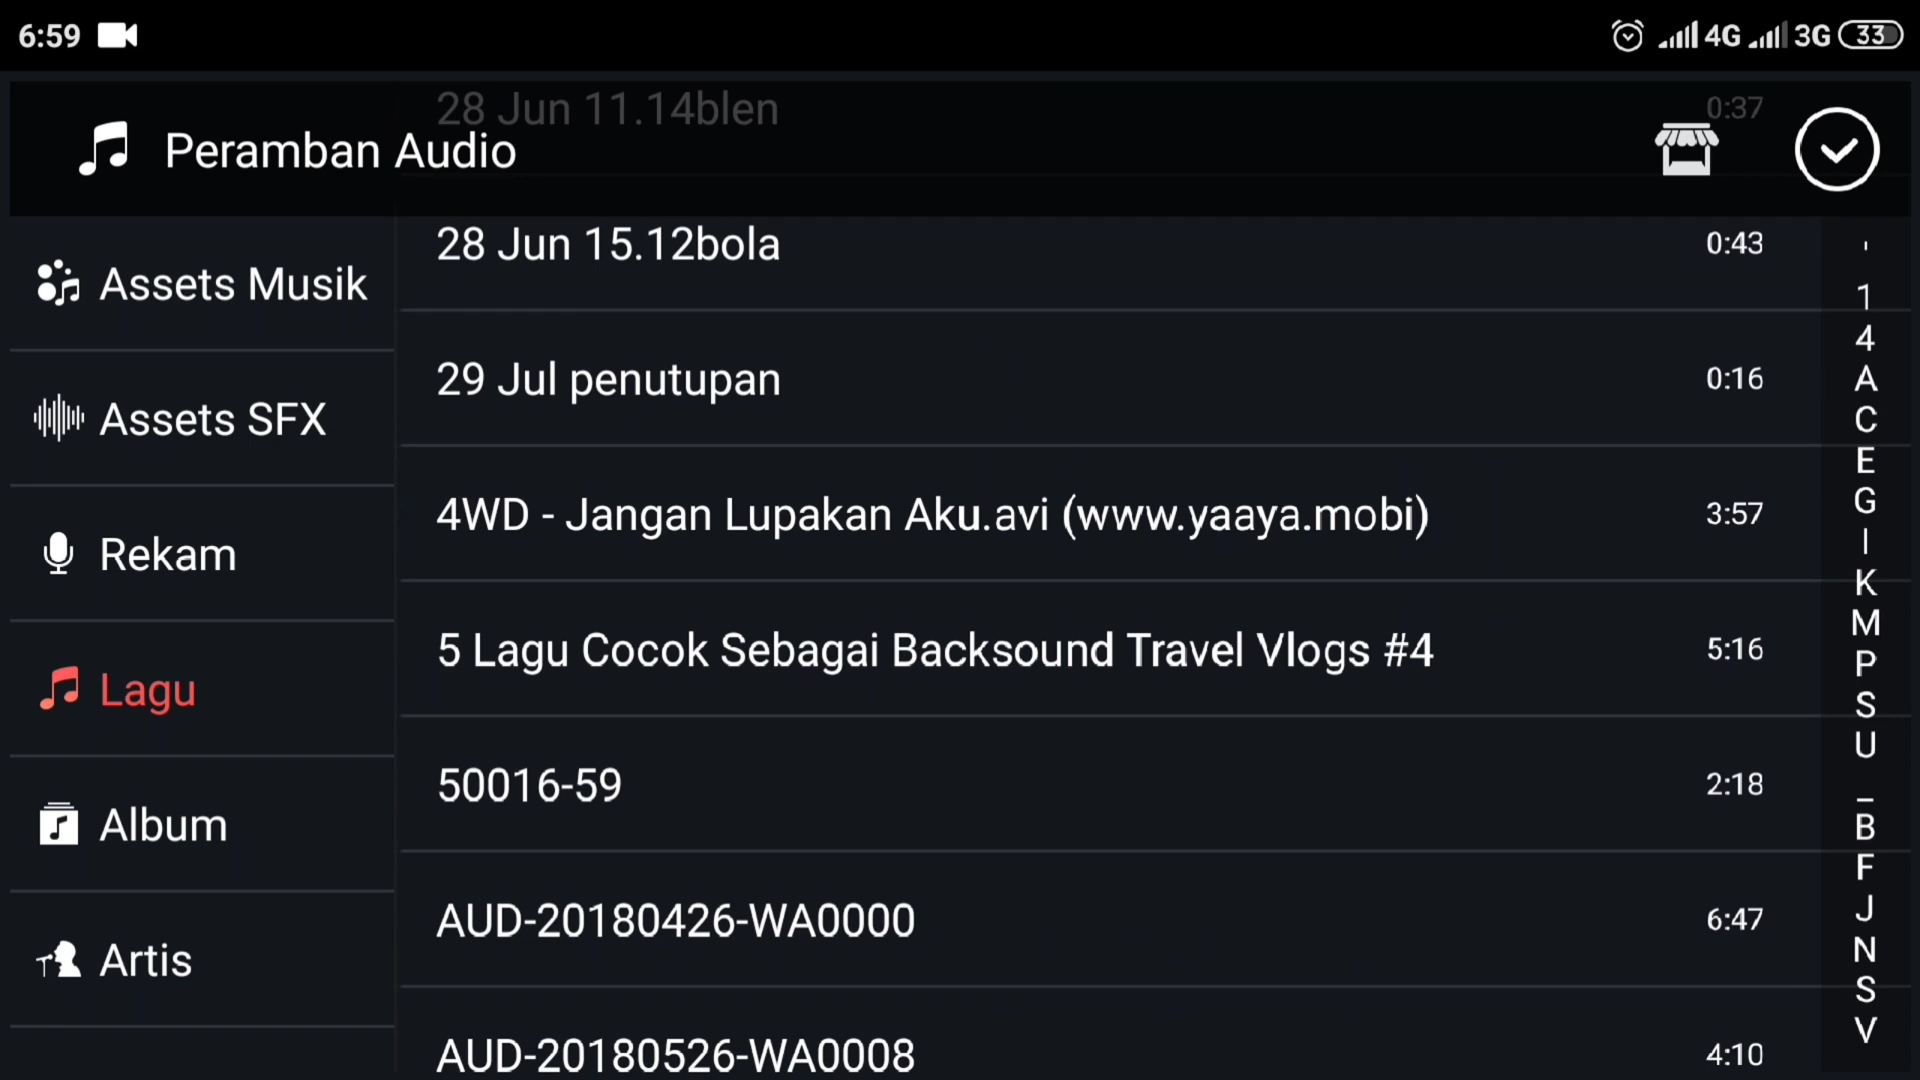 6:59 4G 3G 33
28 Jun 11.14blen 0:37
Peramban Audio
28 Jun 15.12bola 0:43
29 Jul penutupan 0:16
4WD - Jangan Lupakan Aku.avi (www.yaaya.mobi) 3:57
5 Lagu Cocok Sebagai Backsound Travel Vlogs #4 5:16
50016-59 2:18
AUD-20180426-WA0000 6:47
AUD-20180526-WA0008 4:10
Assets Musik
Assets SFX
Rekam
Lagu
Album
Artis
'
1
4
A
C
E
G
I
K
M
P
S
U
_
B
F
J
N
S
V